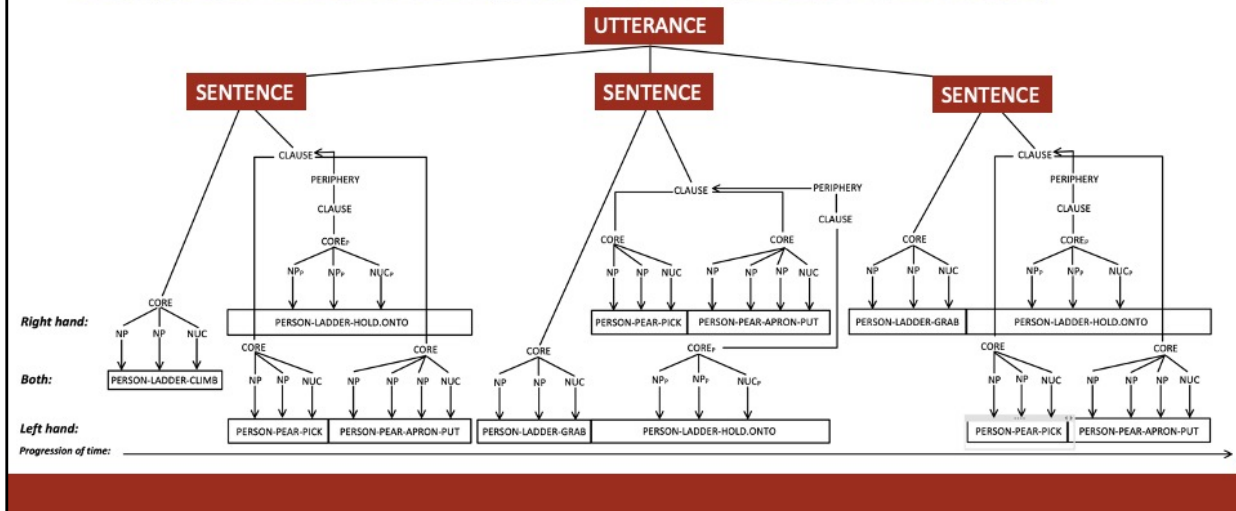 UTTERANCE
SENTENCE SENTENCE SENTENCE
CLAUSE CLAUSE
PERIPHERY PERIPHERY
CLAUSE PERIPHERY
CLAUSE CLAUSE CLAUSE
COREP CORE CORE CORE COREP
NPP NPP NUCP NP NP NUC NP NP NP NUC NP NP NUC NPP NPP NUCP
CORE
Right hand: PERSON-LADDER-HOLD.ONTO PERSON-PEAR-PICK PERSON-PEAR-APRON-PUT PERSON-LADDER-GRAB PERSON-LADDER-HOLD.ONTO
NP NP NUC
CORE CORE CORE COREP CORE CORE
Both: PERSON-LADDER-CLIMB NP NP NUC NP NP NP NUC NP NP NUC NPP NPP NUCP NP NP NUC NP NP NP NUC
Left hand: PERSON-PEAR-PICK PERSON-PEAR-APRON-PUT PERSON-LADDER-GRAB PERSON-LADDER-HOLD.ONTO PERSON-PEAR-PICK PERSON-PEAR-APRON-PUT
Progression of time: